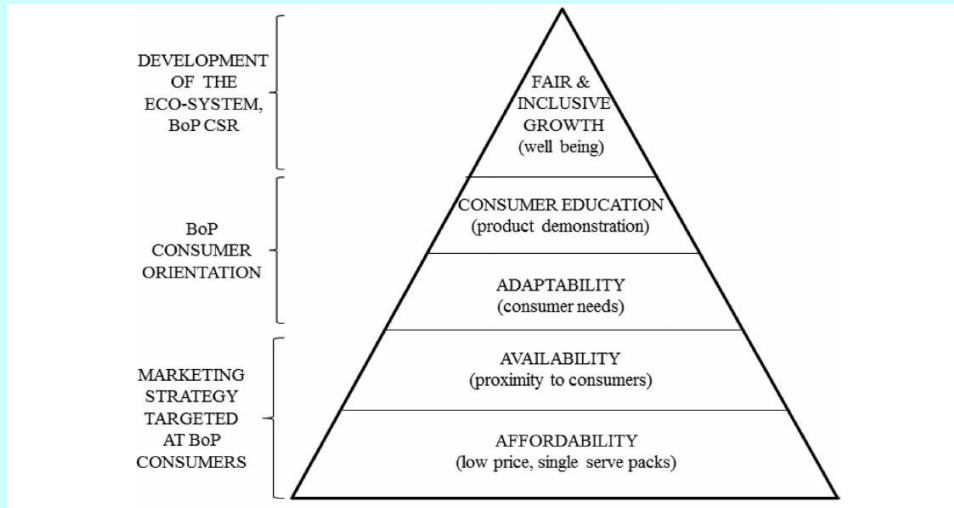 DEVELOPMENT
OF THE
ECO-SYSTEM,
BoP CSR
FAIR &
INCLUSIVE
GROWTH
(well being)
BoP
CONSUMER
ORIENTATION
CONSUMER EDUCATION
(product demonstration)
ADAPTABILITY
(consumer needs)
MARKETING
STRATEGY
TARGETED
AT BoP
CONSUMERS
AVAILABILITY
(proximity to consumers)
AFFORDABILITY
(low price, single serve packs)